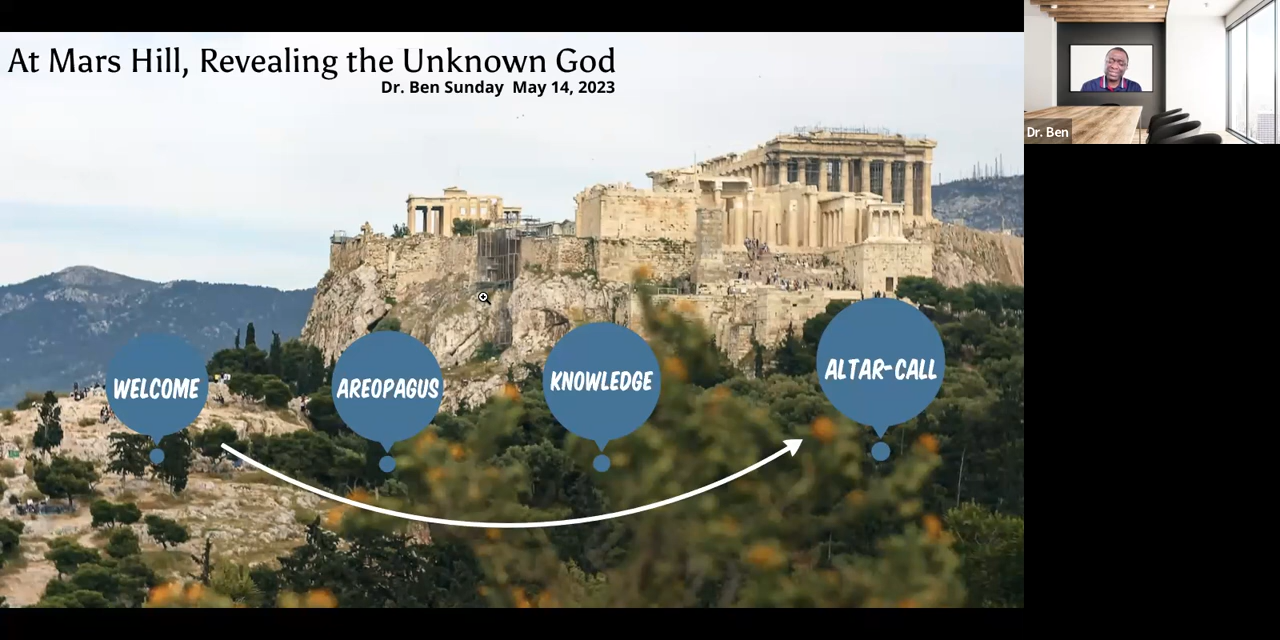 At Mars Hill, Revealing the Unknown God
Dr. Ben Sunday May 14, 2023
WELCOME
AREOPAGUS
KNOWLEDGE
ALTAR-CALL
Dr. Ben